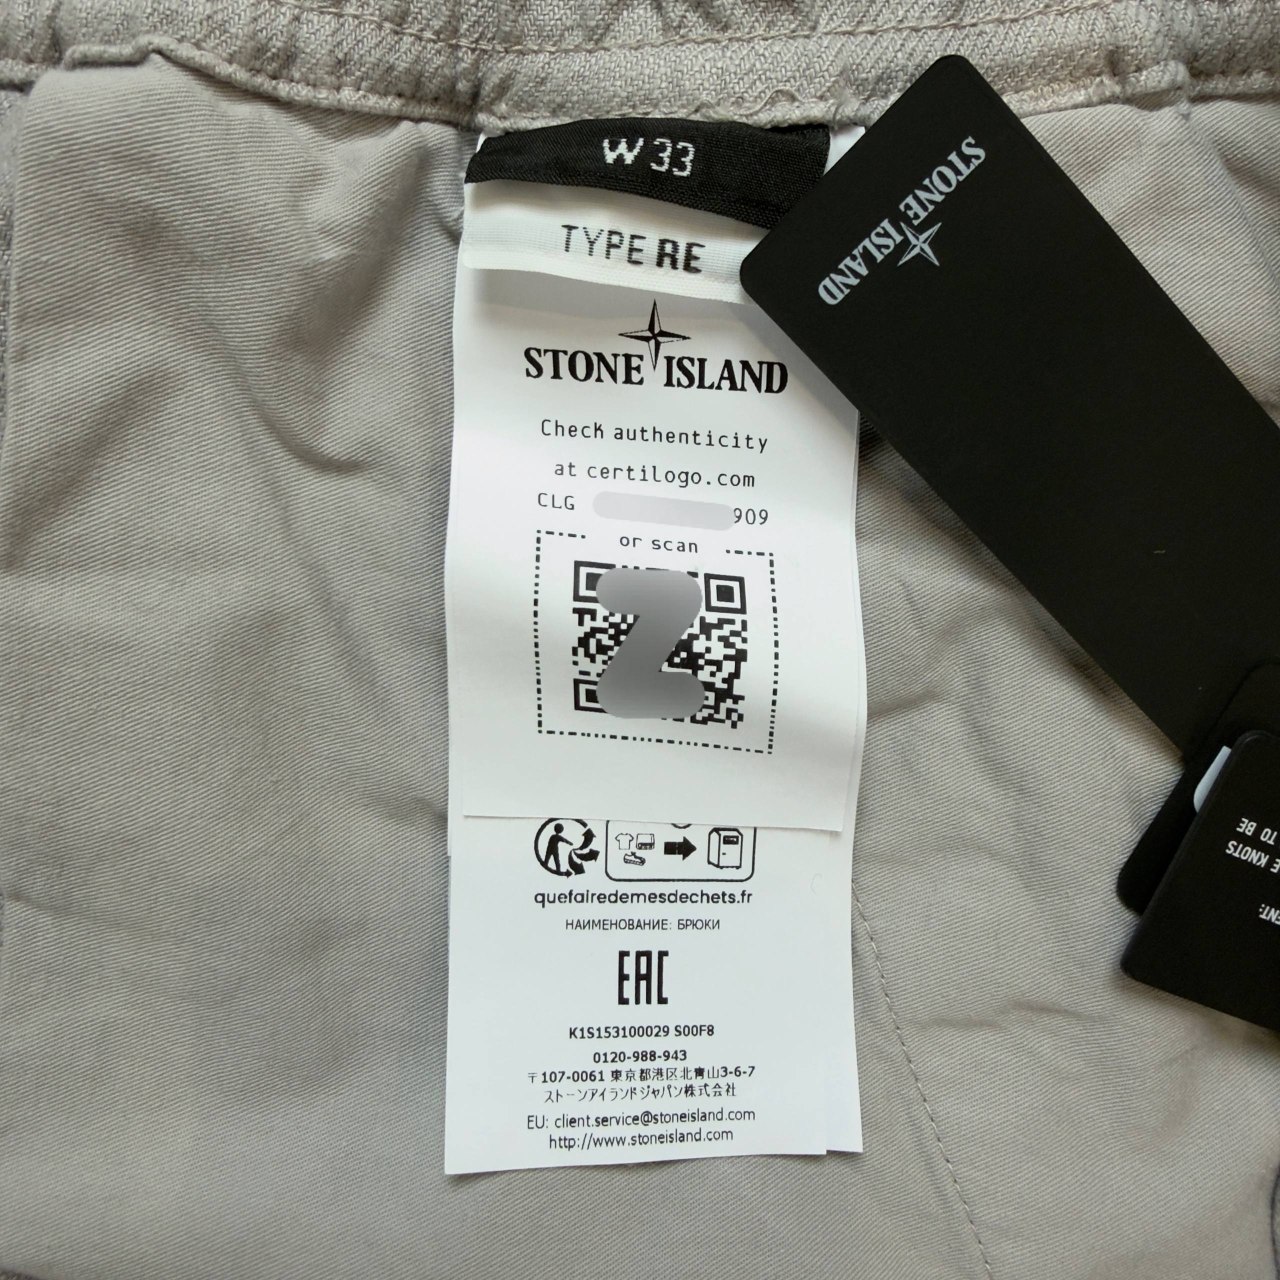 W 33
TYPE RE
STONE ISLAND
Check authenticity
at certilogo.com
CLG 909
or scan
quefairedemesdechets.fr
НАИМЕНОВАНИЕ: БРЮКИ
EAC
K1S153100029 S00F8
0120-988-943
〒107-0061 東京都港区北青山3-6-7
ストーンアイランドジャパン株式会社
EU: client.service@stoneisland.com
http://www.stoneisland.com
STONE ISLAND
KNOTS
TO BE